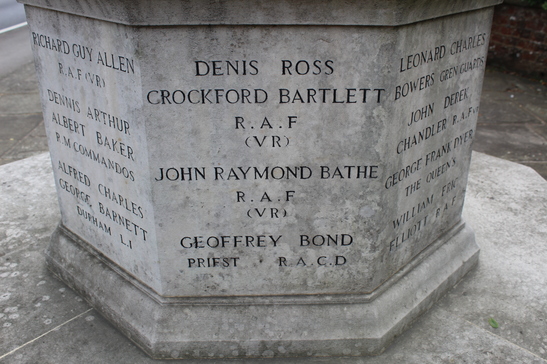 RICHARD GUY ALLEN
R.A.F (VR)
DENNIS ARTHUR
ALBERT BAKER
R.M COMMANDOS
ALFRED CHARLES
GEORGE BARNETT
DURHAM L.I
DENIS ROSS
CROCKFORD BARTLETT
R.A.F
(VR)
JOHN RAYMOND BATHE
R.A.F
(VR)
GEOFFREY BOND
PRIEST · R.A.C.D
LEONARD CHARLES
BOWERS GREN GUARDS
JOHN DEREK
CHANDLER R.A.F
GEORGE FRANK DYER
THE QUEEN'S
WILLIAM ERIC
ELLIOTT R.A.F